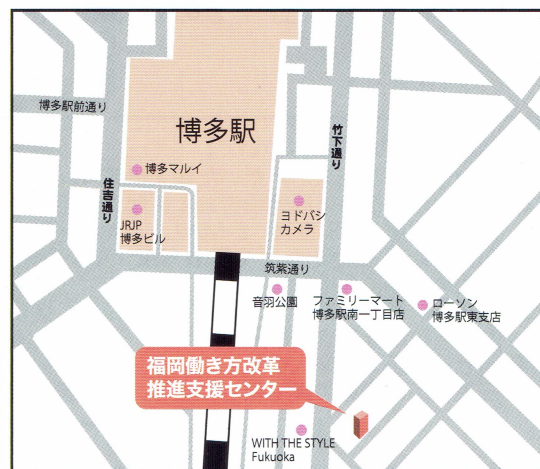 博多駅前通り
博多駅
竹下通り
博多マルイ
住吉通り
JRJP
博多ビル
ヨドバシ
カメラ
筑紫通り
音羽公園
ファミリーマート
博多駅南一丁目店
ローソン
博多駅東支店
福岡働き方改革
推進支援センター
WITH THE STYLE
Fukuoka